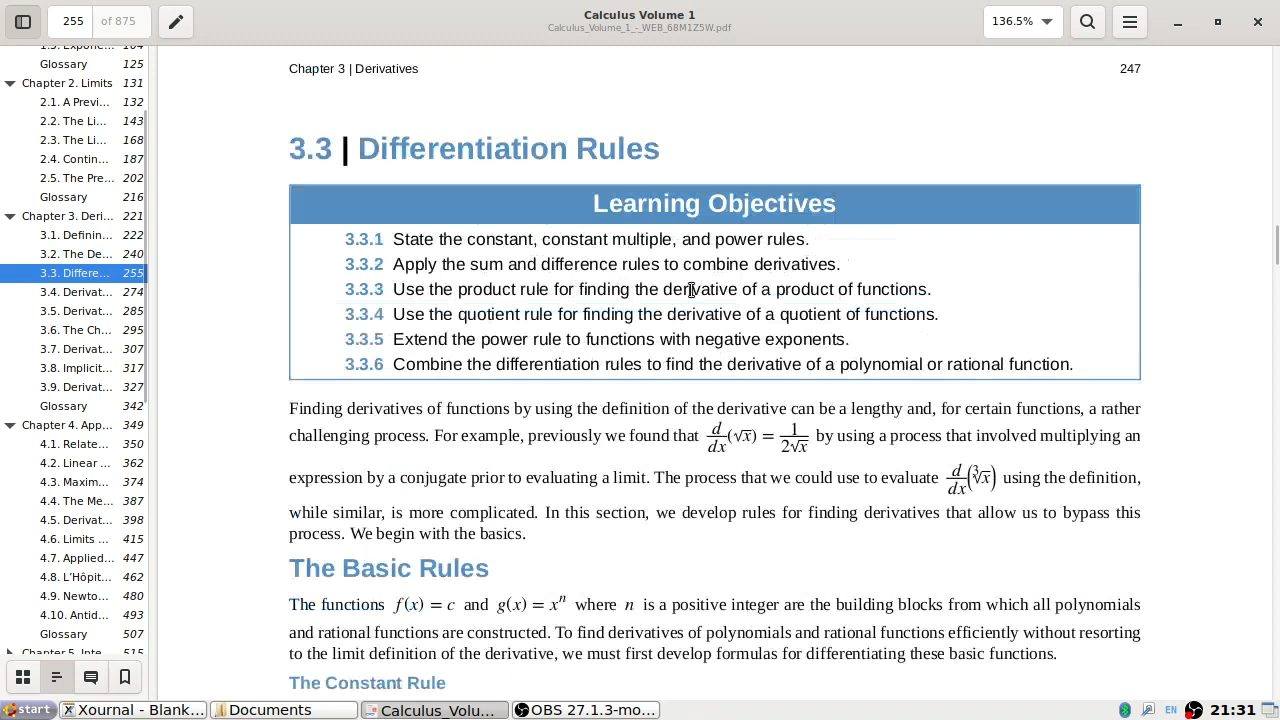 255 of 875
Calculus Volume 1
Calculus_Volume_1_-_WEB_68M1Z5W.pdf
136.5%
Glossary 125
Chapter 2. Limits 131
2.1. A Previ... 132
2.2. The Li... 143
2.3. The Li... 168
2.4. Contin... 187
2.5. The Pre... 202
Glossary 216
Chapter 3. Deri... 221
3.1. Definin... 222
3.2. The De... 240
3.3. Differe... 255
3.4. Derivat... 274
3.5. Derivat... 285
3.6. The Ch... 295
3.7. Derivat... 307
3.8. Implicit... 317
3.9. Derivat... 327
Glossary 342
Chapter 4. App... 349
4.1. Relate... 350
4.2. Linear ... 362
4.3. Maxim... 374
4.4. The Me... 387
4.5. Derivat... 398
4.6. Limits ... 415
4.7. Applied... 447
4.8. L'Hôpit... 462
4.9. Newto... 480
4.10. Antid... 493
Glossary 507
Chapter 5. Inte... 515
Chapter 3 | Derivatives 247
3.3 | Differentiation Rules
Learning Objectives
3.3.1 State the constant, constant multiple, and power rules.
3.3.2 Apply the sum and difference rules to combine derivatives.
3.3.3 Use the product rule for finding the derivative of a product of functions.
3.3.4 Use the quotient rule for finding the derivative of a quotient of functions.
3.3.5 Extend the power rule to functions with negative exponents.
3.3.6 Combine the differentiation rules to find the derivative of a polynomial or rational function.
Finding derivatives of functions by using the definition of the derivative can be a lengthy and, for certain functions, a rather
challenging process. For example, previously we found that d/dx(√x) = 1/(2√x) by using a process that involved multiplying an
expression by a conjugate prior to evaluating a limit. The process that we could use to evaluate d/dx(∛x) using the definition,
while similar, is more complicated. In this section, we develop rules for finding derivatives that allow us to bypass this
process. We begin with the basics.
The Basic Rules
The functions f(x) = c and g(x) = xⁿ where n is a positive integer are the building blocks from which all polynomials
and rational functions are constructed. To find derivatives of polynomials and rational functions efficiently without resorting
to the limit definition of the derivative, we must first develop formulas for differentiating these basic functions.
The Constant Rule
start Xournal - Blank... Documents Calculus_Volu... OBS 27.1.3-mo... EN 21:31